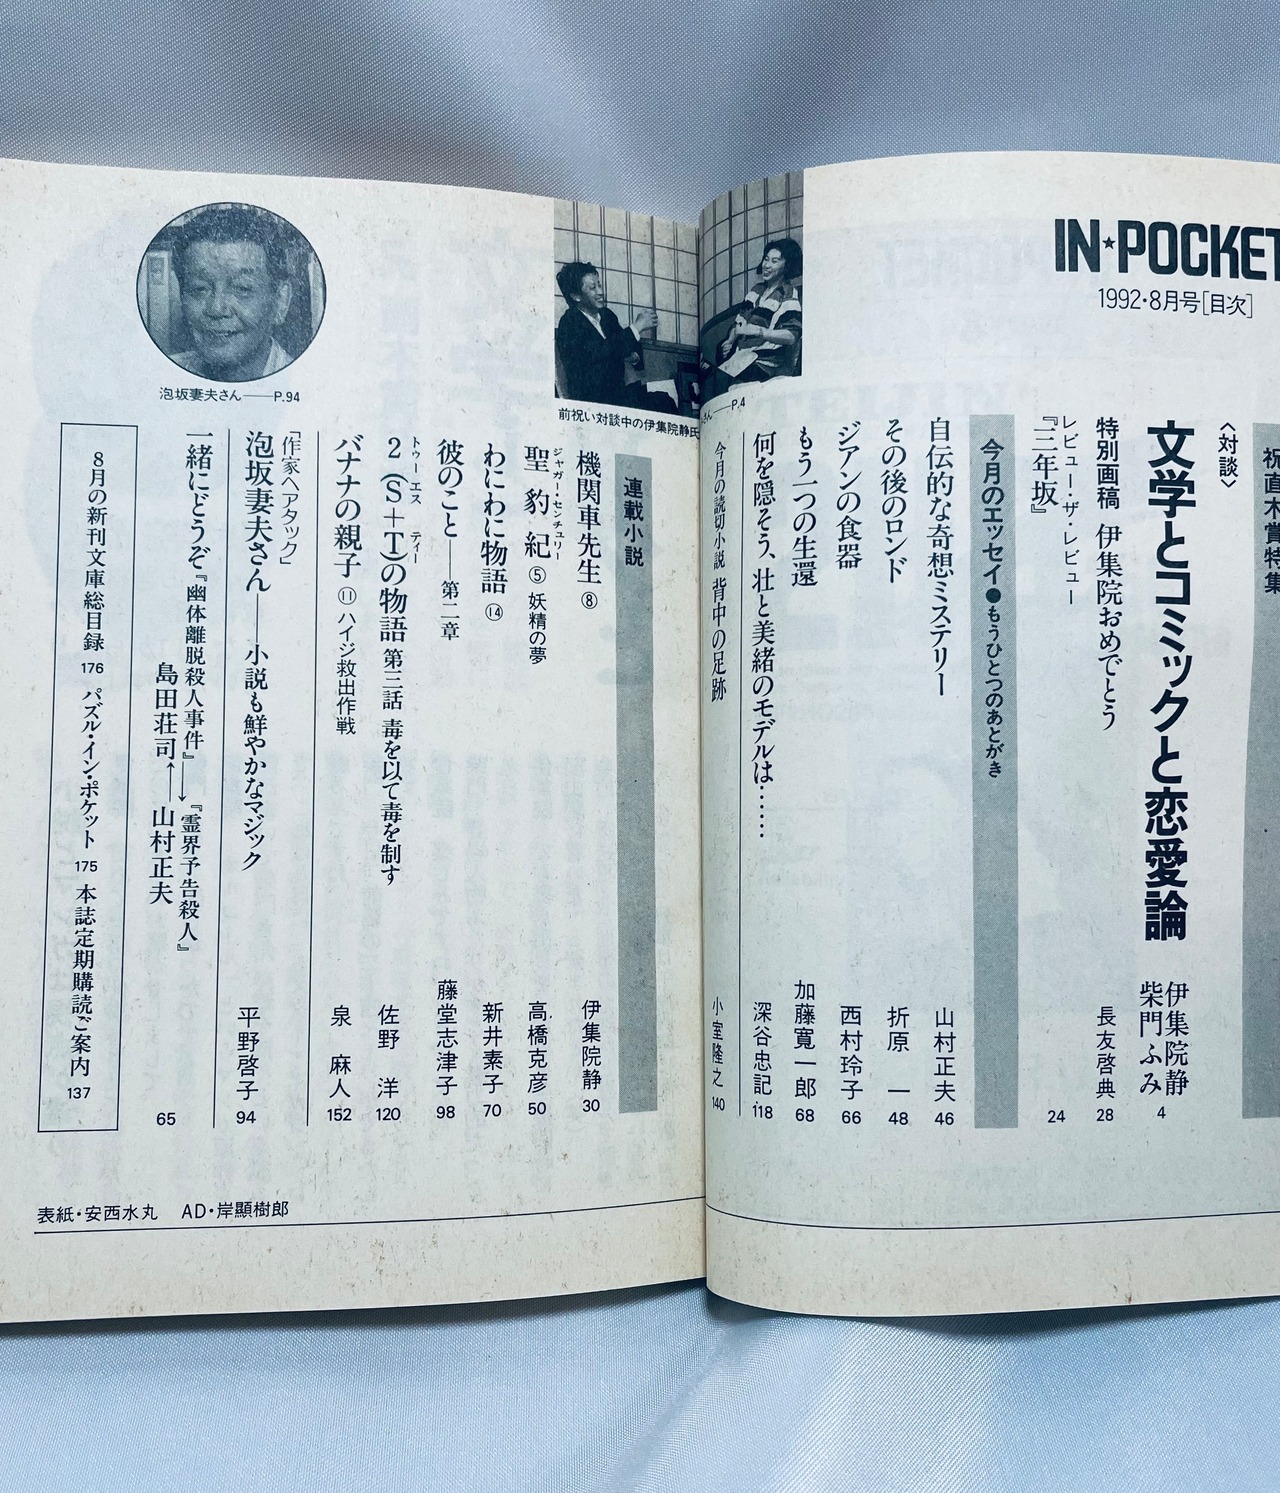 IN★POCKET
1992・8月号[目次]
祝直木賞特集
〈対談〉
文学とコミックと恋愛論
伊集院静
柴門ふみ
4
特別画稿 伊集院おめでとう
長友啓典
28
レビュー・ザ・レビュー
『三年坂』
24
今月のエッセイ●もうひとつのあとがき
自伝的な奇想ミステリー
山村正夫
46
その後のロンド
折原 一
48
ジアンの食器
西村玲子
66
もう一つの生還
加藤寛一郎
68
何を隠そう、壮と美緒のモデルは……
深谷忠記
118
今月の読切小説 背中の足跡
小室隆之
140
前祝い対談中の伊集院静氏
さん――P.4
連載小説
機関車先生 ⑧
伊集院静
30
ジャガー・センチュリー
聖豹紀 ⑤ 妖精の夢
高橋克彦
50
わにわに物語 ⑭
新井素子
70
彼のこと――第二章
藤堂志津子
98
トゥー エス ティー
2(S+T)の物語 第三話 毒を以て毒を制す
佐野 洋
120
バナナの親子 ⑪ ハイジ救出作戦
泉 麻人
152
「作家へアタック」
泡坂妻夫さん――小説も鮮やかなマジック
平野啓子
94
一緒にどうぞ『幽体離脱殺人事件』⟷『霊界予告殺人』
島田荘司⟷山村正夫
65
泡坂妻夫さん――P.94
8月の新刊文庫総目録 176 パズル・イン・ポケット 175 本誌定期購読ご案内 137
表紙・安西水丸 AD・岸顯樹郎